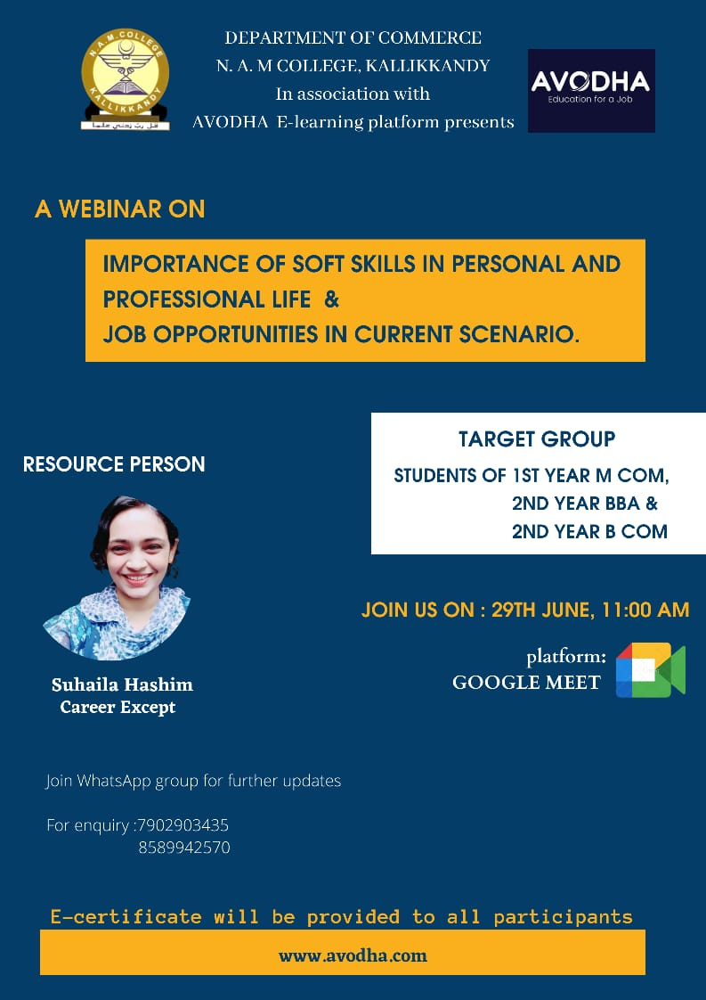 N. A. M. COLLEGE
KALLIKKANDY
قل رب زدني علما
DEPARTMENT OF COMMERCE
N. A. M COLLEGE, KALLIKKANDY
In association with
AVODHA E-learning platform presents
AVODHA
Education for a Job
A WEBINAR ON
IMPORTANCE OF SOFT SKILLS IN PERSONAL AND
PROFESSIONAL LIFE &
JOB OPPORTUNITIES IN CURRENT SCENARIO.
RESOURCE PERSON
Suhaila Hashim
Career Except
TARGET GROUP
STUDENTS OF 1ST YEAR M COM,
2ND YEAR BBA &
2ND YEAR B COM
JOIN US ON : 29TH JUNE, 11:00 AM
platform:
GOOGLE MEET
Join WhatsApp group for further updates
For enquiry :7902903435
8589942570
E-certificate will be provided to all participants
www.avodha.com